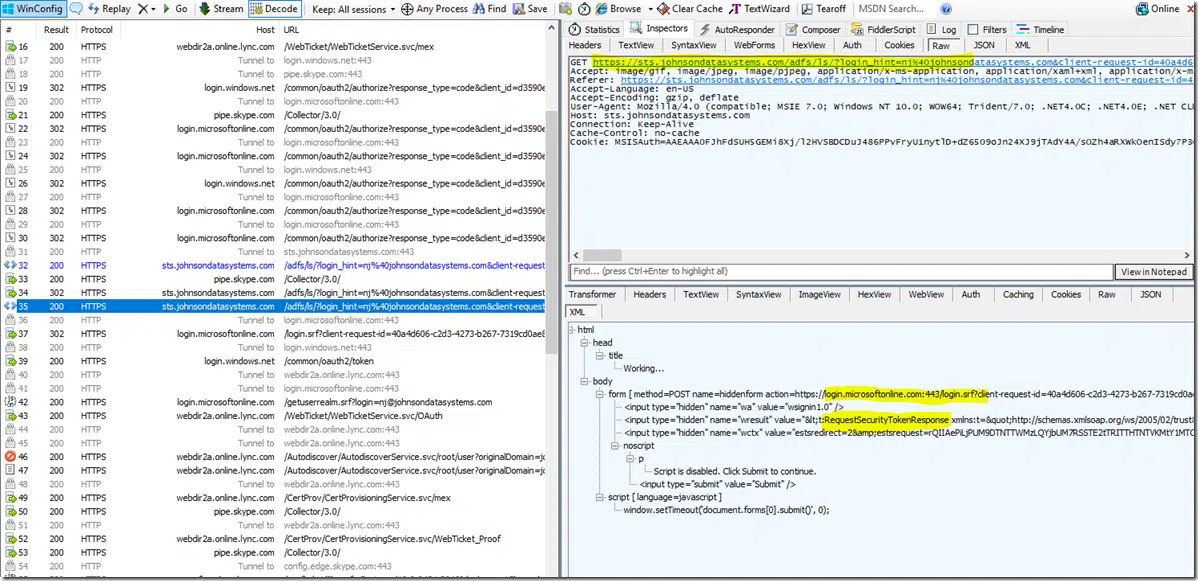 WinConfig Replay Go Stream Decode Keep: All sessions Any Process Find Save Browse Clear Cache TextWizard Tearoff MSDN Search... Online
# Result Protocol Host URL
16 200 HTTPS webdir2a.online.lync.com /WebTicket/WebTicketService.svc/mex
17 200 HTTP Tunnel to login.windows.net:443
18 200 HTTP Tunnel to pipe.skype.com:443
19 302 HTTPS login.windows.net /common/oauth2/authorize?response_type=code&client_id=d3590e
20 200 HTTP Tunnel to login.microsoftonline.com:443
21 200 HTTPS pipe.skype.com /Collector/3.0/
22 302 HTTPS login.microsoftonline.com /common/oauth2/authorize?response_type=code&client_id=d3590e
23 200 HTTP Tunnel to login.microsoftonline.com:443
24 302 HTTPS login.microsoftonline.com /common/oauth2/authorize?response_type=code&client_id=d3590e
25 200 HTTP Tunnel to login.windows.net:443
26 302 HTTPS login.windows.net /common/oauth2/authorize?response_type=code&client_id=d3590e
27 200 HTTP Tunnel to login.microsoftonline.com:443
28 302 HTTPS login.microsoftonline.com /common/oauth2/authorize?response_type=code&client_id=d3590e
29 200 HTTP Tunnel to login.microsoftonline.com:443
30 302 HTTPS login.microsoftonline.com /common/oauth2/authorize?response_type=code&client_id=d3590e
31 200 HTTP Tunnel to sts.johnsondatasystems.com:443
32 200 HTTPS sts.johnsondatasystems.com /adfs/ls/?login_hint=nj%40johnsondatasystems.com&client-request
33 200 HTTPS pipe.skype.com /Collector/3.0/
34 302 HTTPS sts.johnsondatasystems.com /adfs/ls/?login_hint=nj%40johnsondatasystems.com&client-request
35 200 HTTPS sts.johnsondatasystems.com /adfs/ls/?login_hint=nj%40johnsondatasystems.com&client-request
36 200 HTTP Tunnel to login.microsoftonline.com:443
37 302 HTTPS login.microsoftonline.com /login.srf?client-request-id=40a4d606-c2d3-4273-b267-7319cd0ae8
38 200 HTTP Tunnel to login.windows.net:443
39 200 HTTPS login.windows.net /common/oauth2/token
40 200 HTTP Tunnel to webdir2a.online.lync.com:443
41 200 HTTP Tunnel to login.microsoftonline.com:443
42 200 HTTPS login.microsoftonline.com /getuserrealm.srf?login=nj@johnsondatasystems.com
43 200 HTTPS webdir2a.online.lync.com /WebTicket/WebTicketService.svc/OAuth
44 200 HTTP Tunnel to webdir2a.online.lync.com:443
45 200 HTTP Tunnel to webdir2a.online.lync.com:443
46 200 HTTPS webdir2a.online.lync.com /Autodiscover/AutodiscoverService.svc/root/user?originalDomain=jo
47 200 HTTPS webdir2a.online.lync.com /Autodiscover/AutodiscoverService.svc/root/user?originalDomain=jo
48 200 HTTP Tunnel to webdir2a.online.lync.com:443
49 200 HTTPS webdir2a.online.lync.com /CertProv/CertProvisioningService.svc/mex
50 200 HTTPS pipe.skype.com /Collector/3.0/
51 200 HTTP Tunnel to webdir2a.online.lync.com:443
52 200 HTTPS webdir2a.online.lync.com /CertProv/CertProvisioningService.svc/WebTicket_Proof
53 200 HTTPS pipe.skype.com /Collector/3.0/
54 200 HTTP Tunnel to config.edge.skype.com:443
Statistics Inspectors AutoResponder Composer FiddlerScript Log Filters Timeline
Headers TextView SyntaxView WebForms HexView Auth Cookies Raw JSON XML
GET https://sts.johnsondatasystems.com/adfs/ls/?login_hint=nj%40johnsondatasystems.com&client-request-id=40a4d6
Accept: image/gif, image/jpeg, image/pjpeg, application/x-ms-application, application/xaml+xml, application/x-m
Referer: https://sts.johnsondatasystems.com/adfs/ls/?login_hint=nj%40johnsondatasystems.com&client-request-id=4
Accept-Language: en-US
Accept-Encoding: gzip, deflate
User-Agent: Mozilla/4.0 (compatible; MSIE 7.0; Windows NT 10.0; WOW64; Trident/7.0; .NET4.0C; .NET4.0E; .NET CL
Host: sts.johnsondatasystems.com
Connection: Keep-Alive
Cache-Control: no-cache
Find... (press Ctrl+Enter to highlight all) View in Notepad
Transformer Headers TextView SyntaxView ImageView HexView WebView Auth Caching Cookies Raw JSON
XML
html
head
title
Working...
body
form [ method=POST name=hiddenform action=https://login.microsoftonline.com:443/login.srf?client-request-id=40a4d606-c2d3-4273-b267-7319cd0a
<input type="hidden" name="wa" value="wsignin1.0" />
<input type="hidden" name="wresult" value="&lt;t:RequestSecurityTokenResponse xmlns:t=&quot;http://schemas.xmlsoap.org/ws/2005/02/trust
<input type="hidden" name="wctx" value="estsredirect=2&amp;estsrequest=
noscript
p
Script is disabled. Click Submit to continue.
<input type="submit" value="Submit" />
script [ language=javascript ]
window.setTimeout('document.forms[0].submit()', 0);